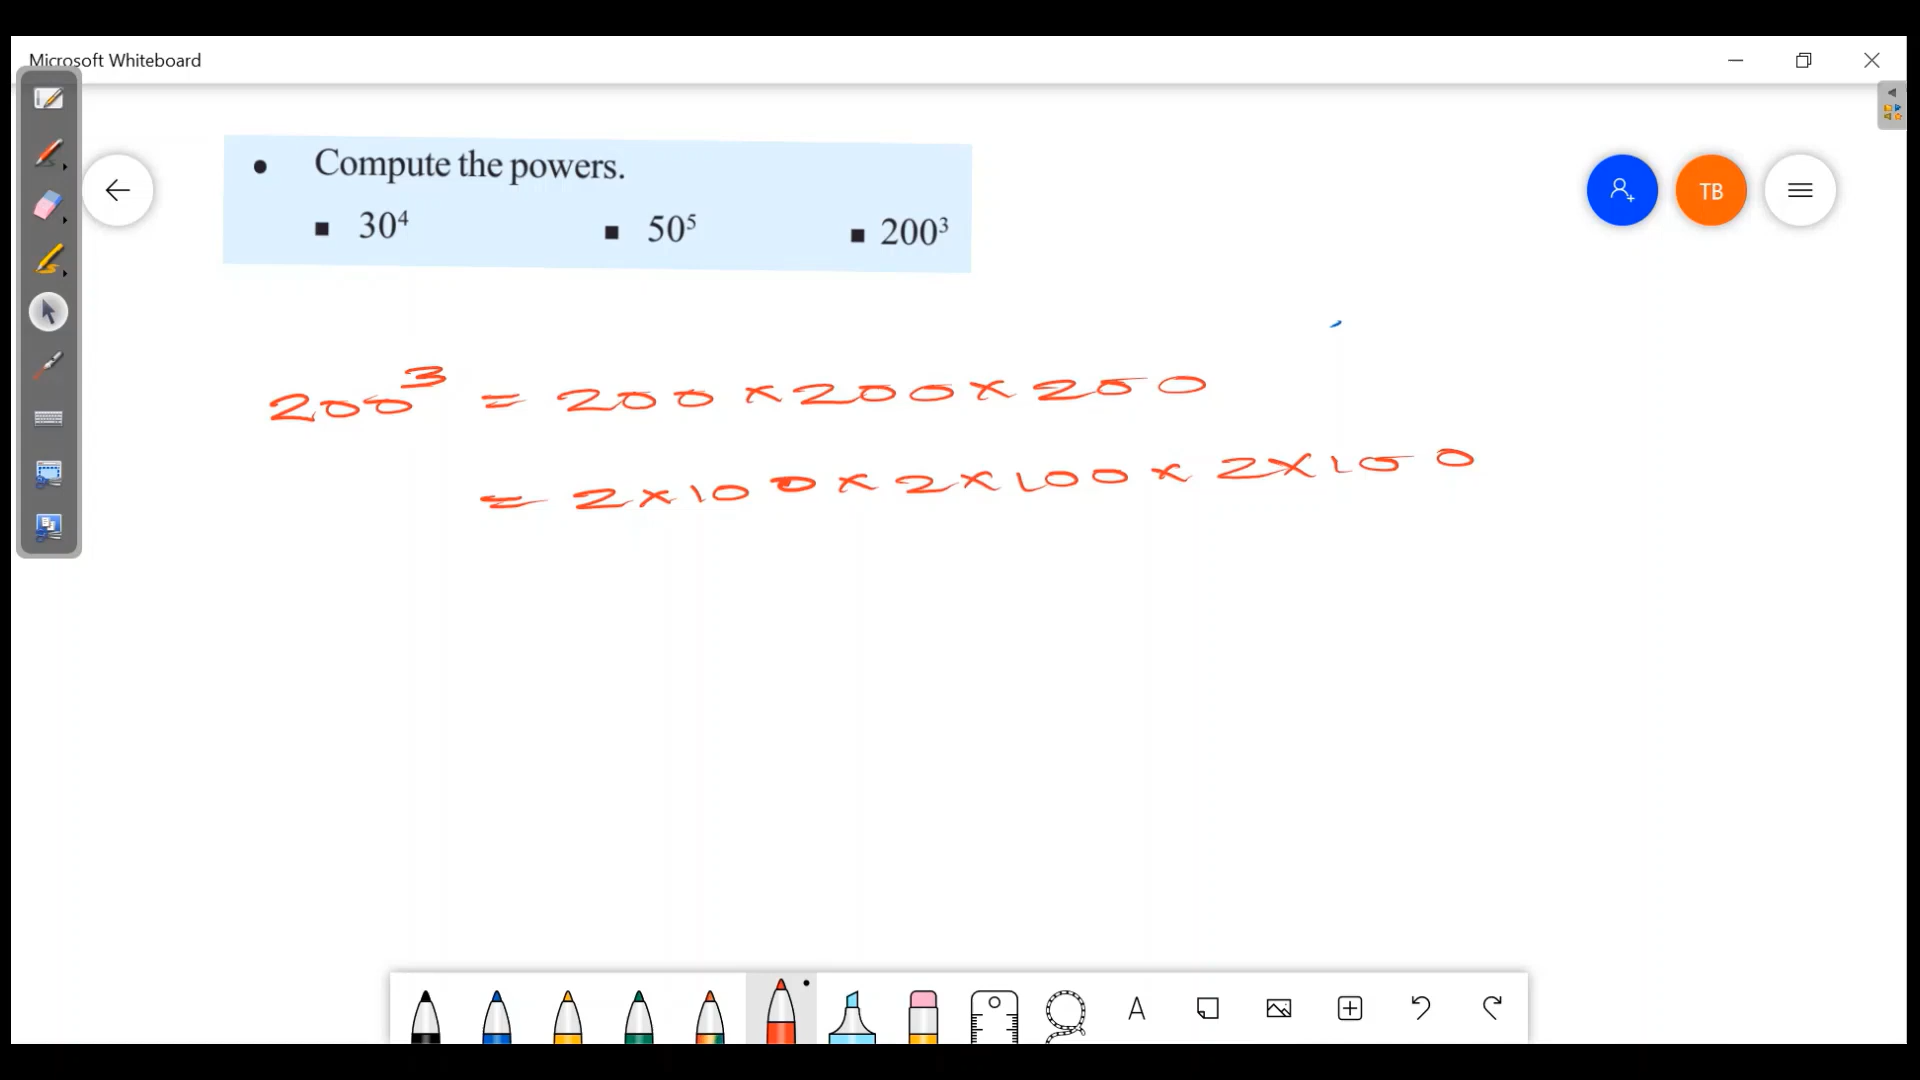 Microsoft Whiteboard
• Compute the powers.
▪ 30⁴ ▪ 50⁵ ▪ 200³
TB
200³ = 200 × 200 × 200
= 2 × 100 × 2 × 100 × 2 × 100
A